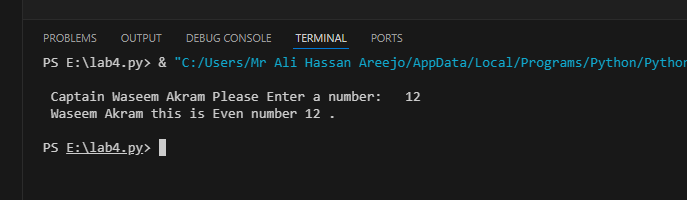 PROBLEMS OUTPUT DEBUG CONSOLE TERMINAL PORTS
PS E:\lab4.py> & "C:/Users/Mr Ali Hassan Areejo/AppData/Local/Programs/Python/Python
Captain Waseem Akram Please Enter a number: 12
Waseem Akram this is Even number 12 .
PS E:\lab4.py>